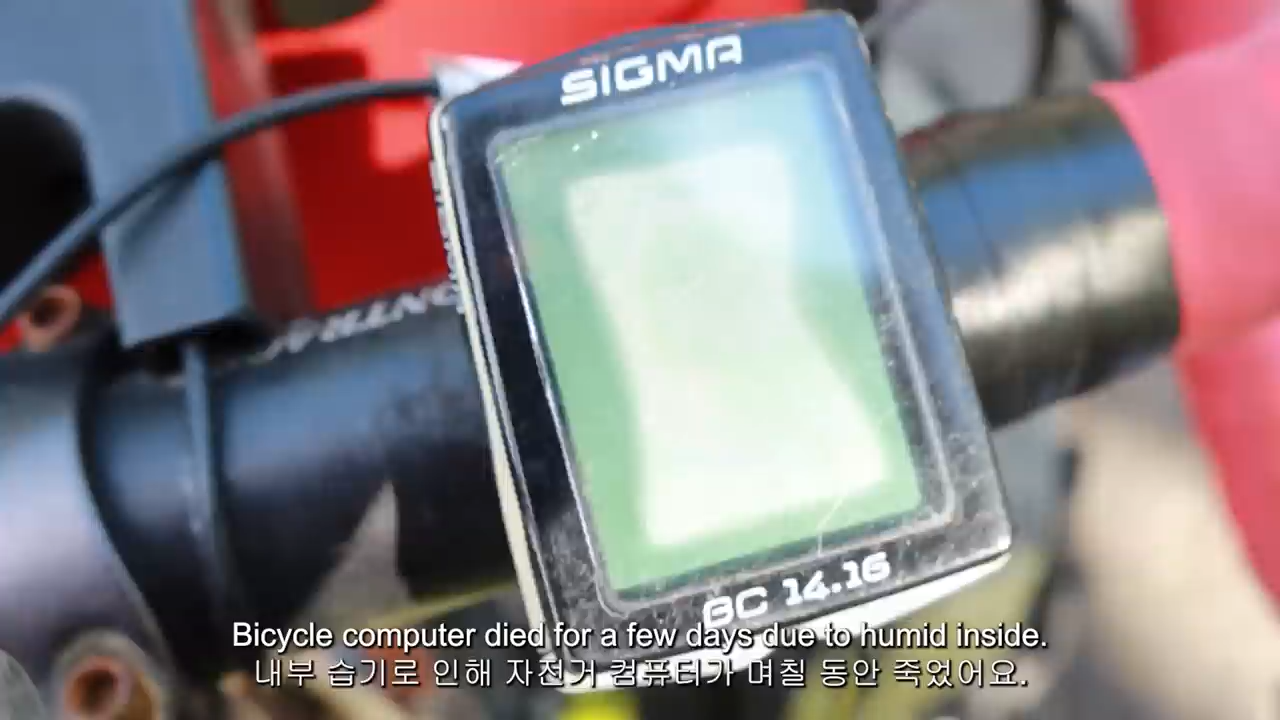 SIGMA
BC 14.16
Bicycle computer died for a few days due to humid inside.
내부 습기로 인해 자전거 컴퓨터가 며칠 동안 죽었어요.